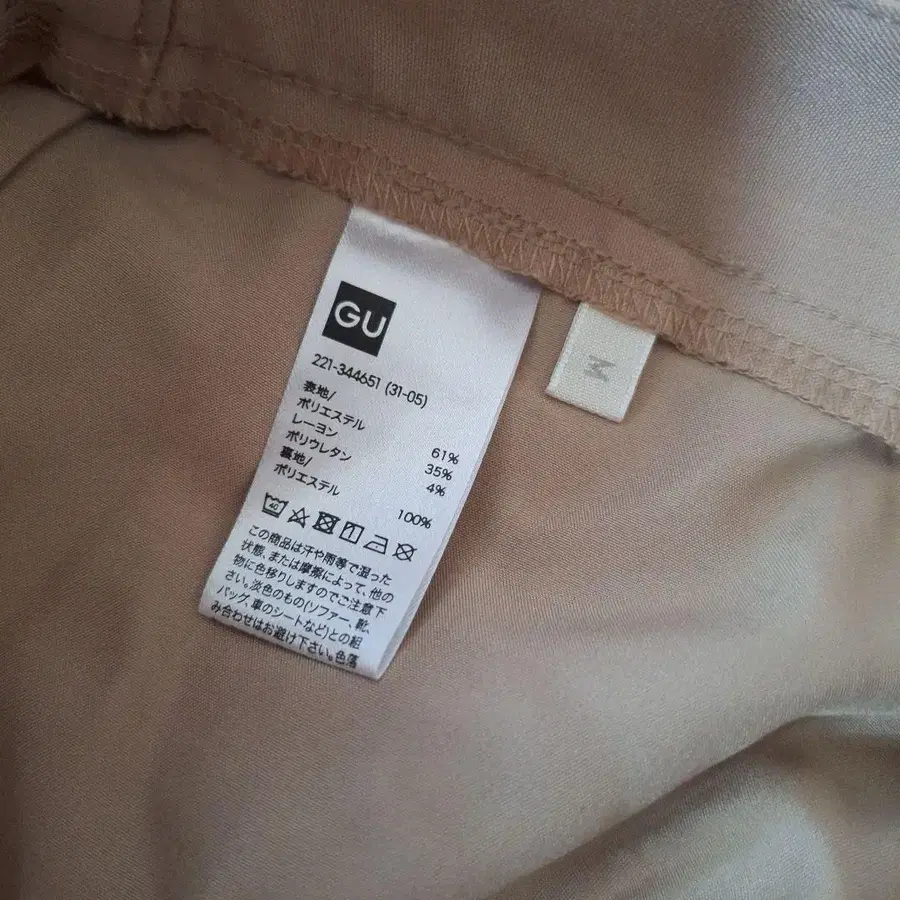 GU
221-344651 (31-05)
表地/
ポリエステル 61%
レーヨン 35%
ポリウレタン 4%
裏地/
ポリエステル 100%
40
この商品は汗や雨等で湿った
状態、または摩擦によって、他の
物に色移りしますのでご注意下
さい。淡色のもの(ソファー、靴、
バッグ、車のシートなど)との組
み合わせはお避け下さい。色落
M